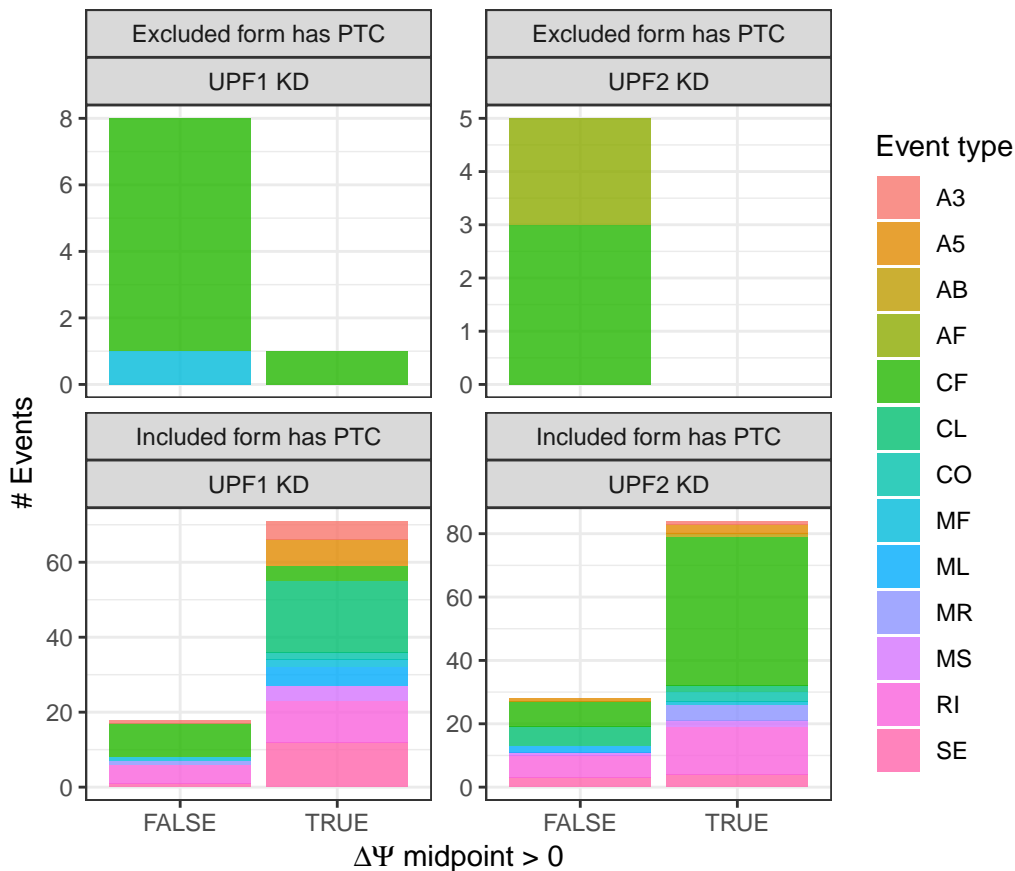 Excluded form has PTC
UPF1 KD
Excluded form has PTC
UPF2 KD
8
6
4
2
0
5
4
3
2
1
0
# Events
Included form has PTC
UPF1 KD
Included form has PTC
UPF2 KD
60
40
20
0
80
60
40
20
0
FALSE
TRUE
FALSE
TRUE
ΔΨ midpoint > 0
Event type
A3
A5
AB
AF
CF
CL
CO
MF
ML
MR
MS
RI
SE